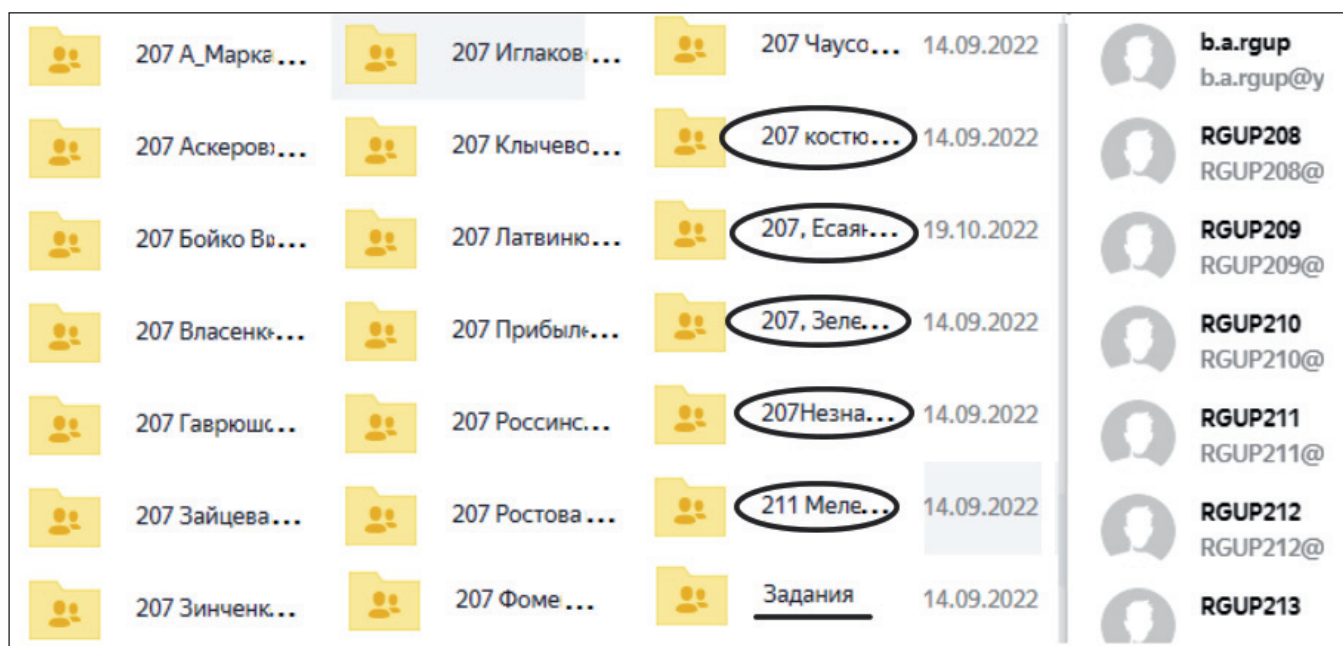 207 А_Марка...
207 Аскеров...
207 Бойко Ви...
207 Власенк...
207 Гаврюшо...
207 Зайцева...
207 Зинченк...
207 Иглаков...
207 Клычево...
207 Латвиню...
207 Прибыл...
207 Россинс...
207 Ростова ...
207 Фоме ...
207 Чаусо... 14.09.2022
207 костю... 14.09.2022
207, Есаян... 19.10.2022
207, Зеле... 14.09.2022
207Незна... 14.09.2022
211 Меле... 14.09.2022
Задания 14.09.2022
b.a.rgup
b.a.rgup@y
RGUP208
RGUP208@
RGUP209
RGUP209@
RGUP210
RGUP210@
RGUP211
RGUP211@
RGUP212
RGUP212@
RGUP213